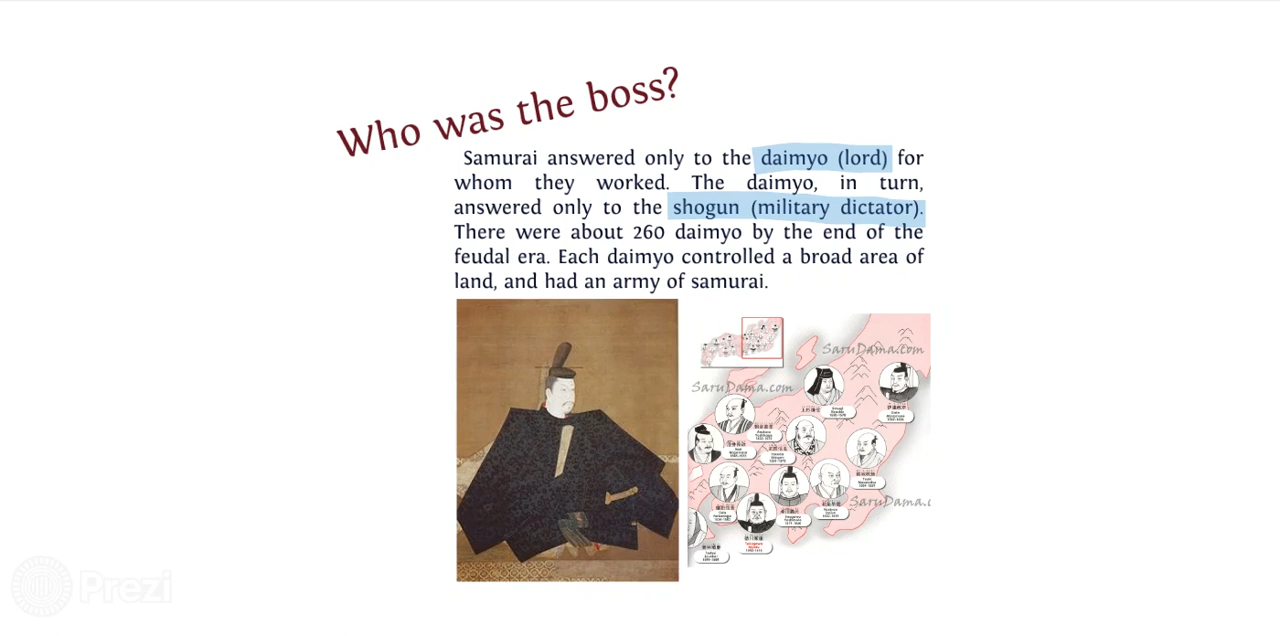 Who was the boss?
Samurai answered only to the daimyo (lord) for
whom they worked. The daimyo, in turn,
answered only to the shogun (military dictator).
There were about 260 daimyo by the end of the
feudal era. Each daimyo controlled a broad area of
land, and had an army of samurai.
SaruDama.com
SaruDama.com
SaruDama.c
Prezi